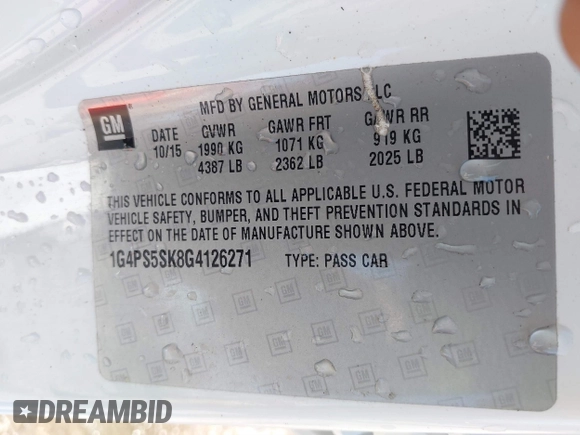 GM
MFD BY GENERAL MOTORS LLC
DATE GVWR GAWR FRT GAWR RR
10/15 1990 KG 1071 KG 919 KG
4387 LB 2362 LB 2025 LB
THIS VEHICLE CONFORMS TO ALL APPLICABLE U.S. FEDERAL MOTOR
VEHICLE SAFETY, BUMPER, AND THEFT PREVENTION STANDARDS IN
EFFECT ON THE DATE OF MANUFACTURE SHOWN ABOVE.
1G4PS5SK8G4126271 TYPE: PASS CAR
DREAMBID